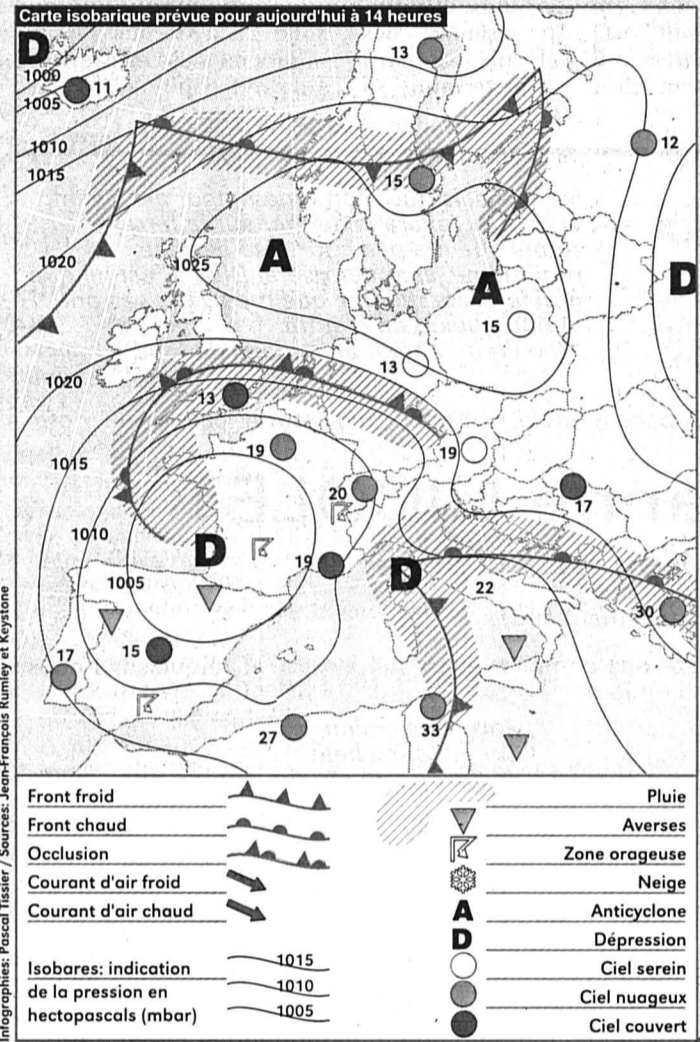 Carte isobarique prévue pour aujourd'hui à 14 heures
D
13
1000
11
1005
12
1010
1015
15
A
D
1020
1025
A
15
13
1020
13
19
19
1015
20
17
1010
D
19
D
1005
22
30
15
17
33
27
Front froid
Front chaud
Occlusion
Courant d'air froid
Courant d'air chaud
Isobares: indication
de la pression en
hectopascals (mbar)
1015
1010
1005
Pluie
Averses
Zone orageuse
Neige
A Anticyclone
D Dépression
Ciel serein
Ciel nuageux
Ciel couvert
Infographies: Pascal Tissier / Sources: Jean-François Rumley et Keystone